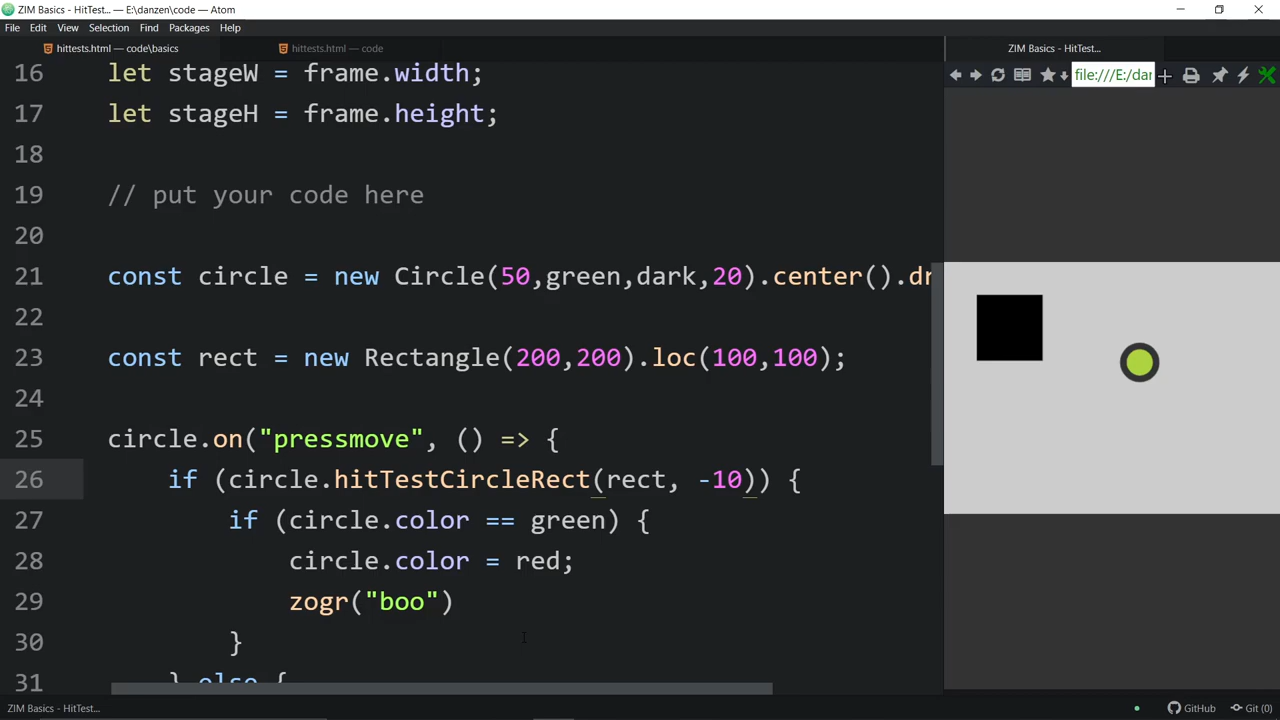 ZIM Basics - HitTest... — E:\danzen\code — Atom
File Edit View Selection Find Packages Help
hittests.html — code\basics
hittests.html — code
ZIM Basics - HitTest...
file:///E:/dar
16 let stageW = frame.width;
17 let stageH = frame.height;
18
19 // put your code here
20
21 const circle = new Circle(50,green,dark,20).center().dr
22
23 const rect = new Rectangle(200,200).loc(100,100);
24
25 circle.on("pressmove", () => {
26 if (circle.hitTestCircleRect(rect, -10)) {
27 if (circle.color == green) {
28 circle.color = red;
29 zogr("boo")
30 }
31 } else {
ZIM Basics - HitTest...
GitHub Git (0)